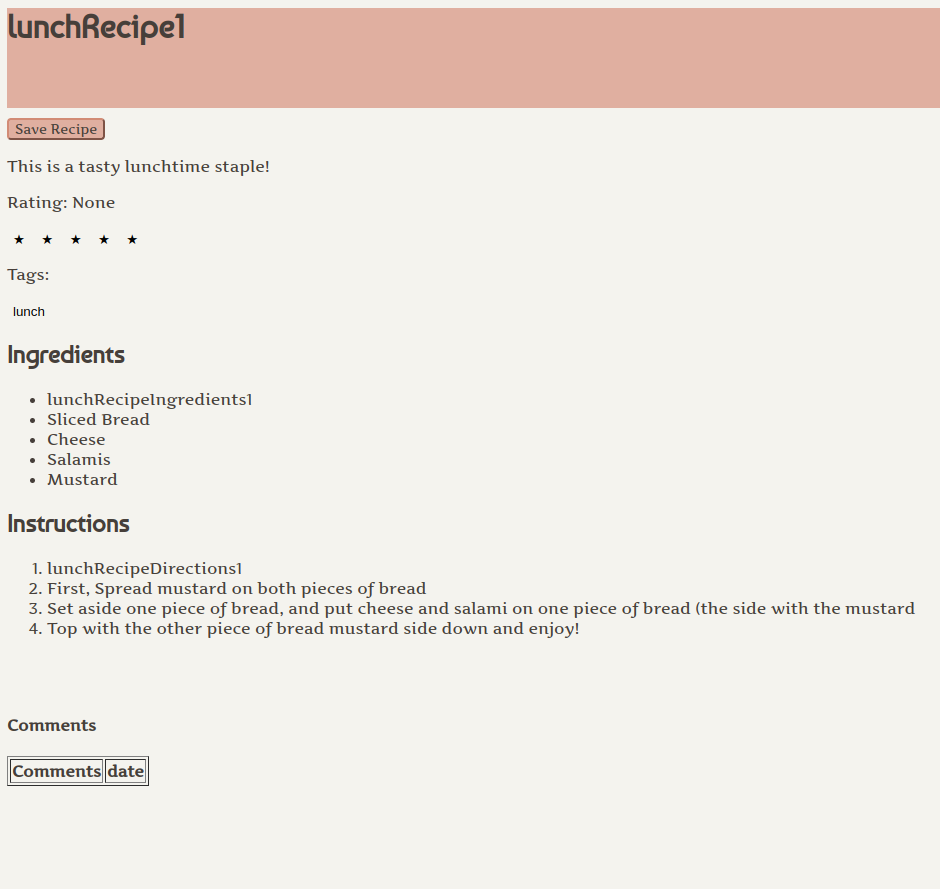 lunchRecipe1
Save Recipe
This is a tasty lunchtime staple!
Rating: None
★ ★ ★ ★ ★
Tags:
lunch
Ingredients
• lunchRecipeIngredients1
• Sliced Bread
• Cheese
• Salamis
• Mustard
Instructions
1. lunchRecipeDirections1
2. First, Spread mustard on both pieces of bread
3. Set aside one piece of bread, and put cheese and salami on one piece of bread (the side with the mustard
4. Top with the other piece of bread mustard side down and enjoy!
Comments
Comments date